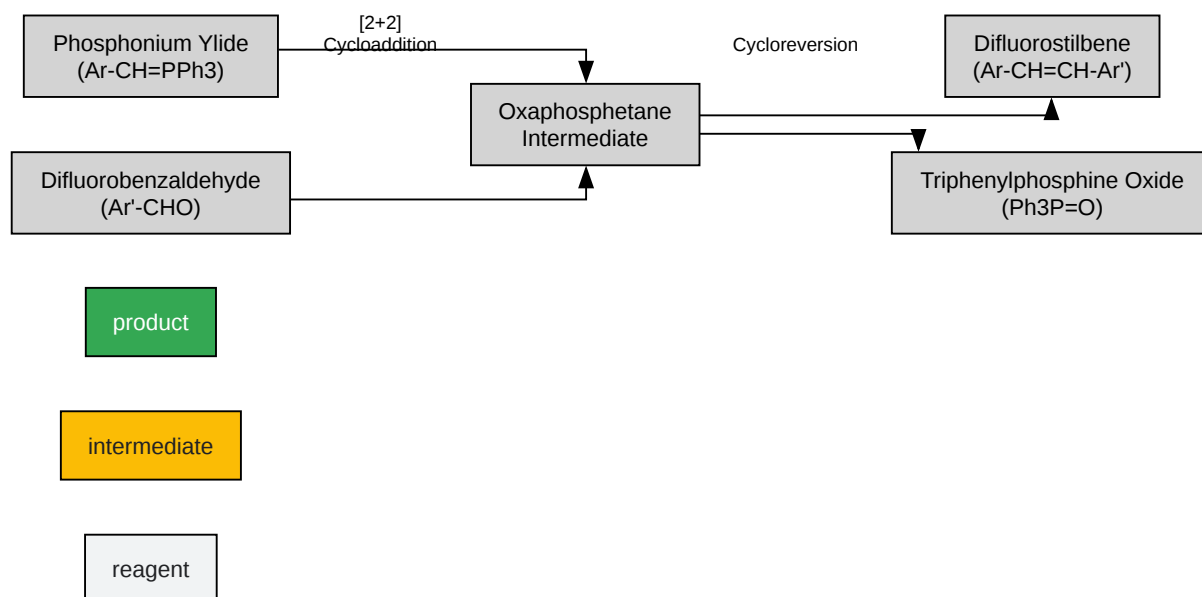 Phosphonium Ylide
(Ar-CH=PPh3)
[2+2]
Cycloaddition
Cycloreversion
Difluorostilbene
(Ar-CH=CH-Ar')
Oxaphosphetane
Intermediate
Difluorobenzaldehyde
(Ar'-CHO)
Triphenylphosphine Oxide
(Ph3P=O)
product
intermediate
reagent